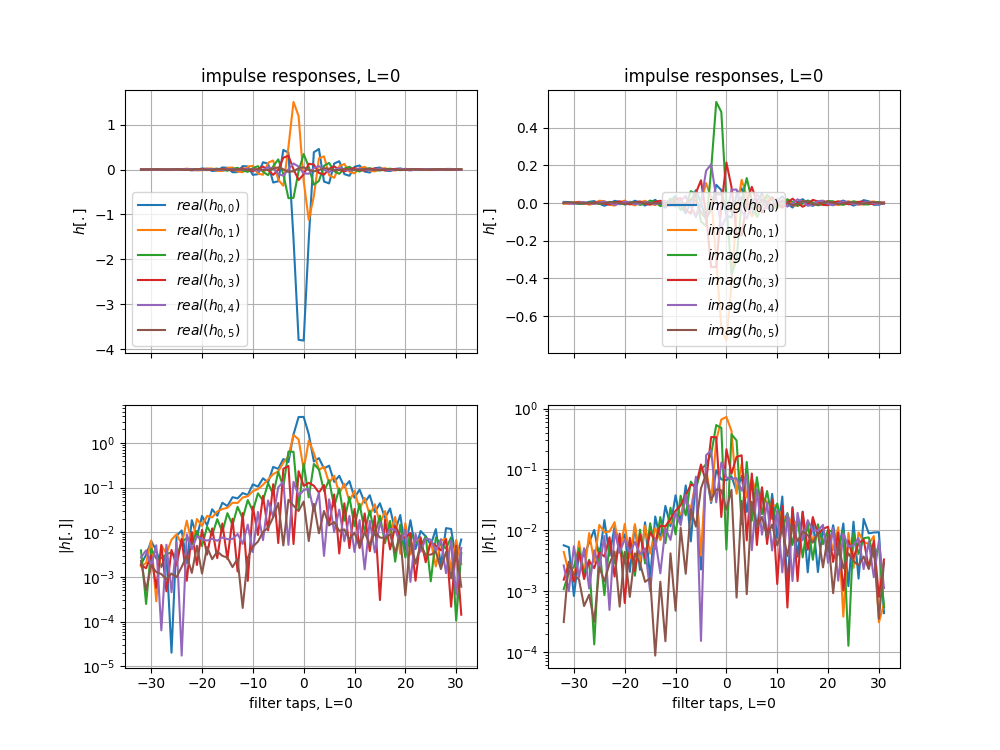 impulse responses, L=0
impulse responses, L=0
h[.]
1
0
−1
−2
−3
−4
real(h0,0)
real(h0,1)
real(h0,2)
real(h0,3)
real(h0,4)
real(h0,5)
h[.]
0.4
0.2
0.0
−0.2
−0.4
−0.6
imag(h0,0)
imag(h0,1)
imag(h0,2)
imag(h0,3)
imag(h0,4)
imag(h0,5)
|h[.]|
10⁰
10⁻¹
10⁻²
10⁻³
10⁻⁴
10⁻⁵
−30 −20 −10 0 10 20 30
filter taps, L=0
|h[.]|
10⁰
10⁻¹
10⁻²
10⁻³
10⁻⁴
−30 −20 −10 0 10 20 30
filter taps, L=0